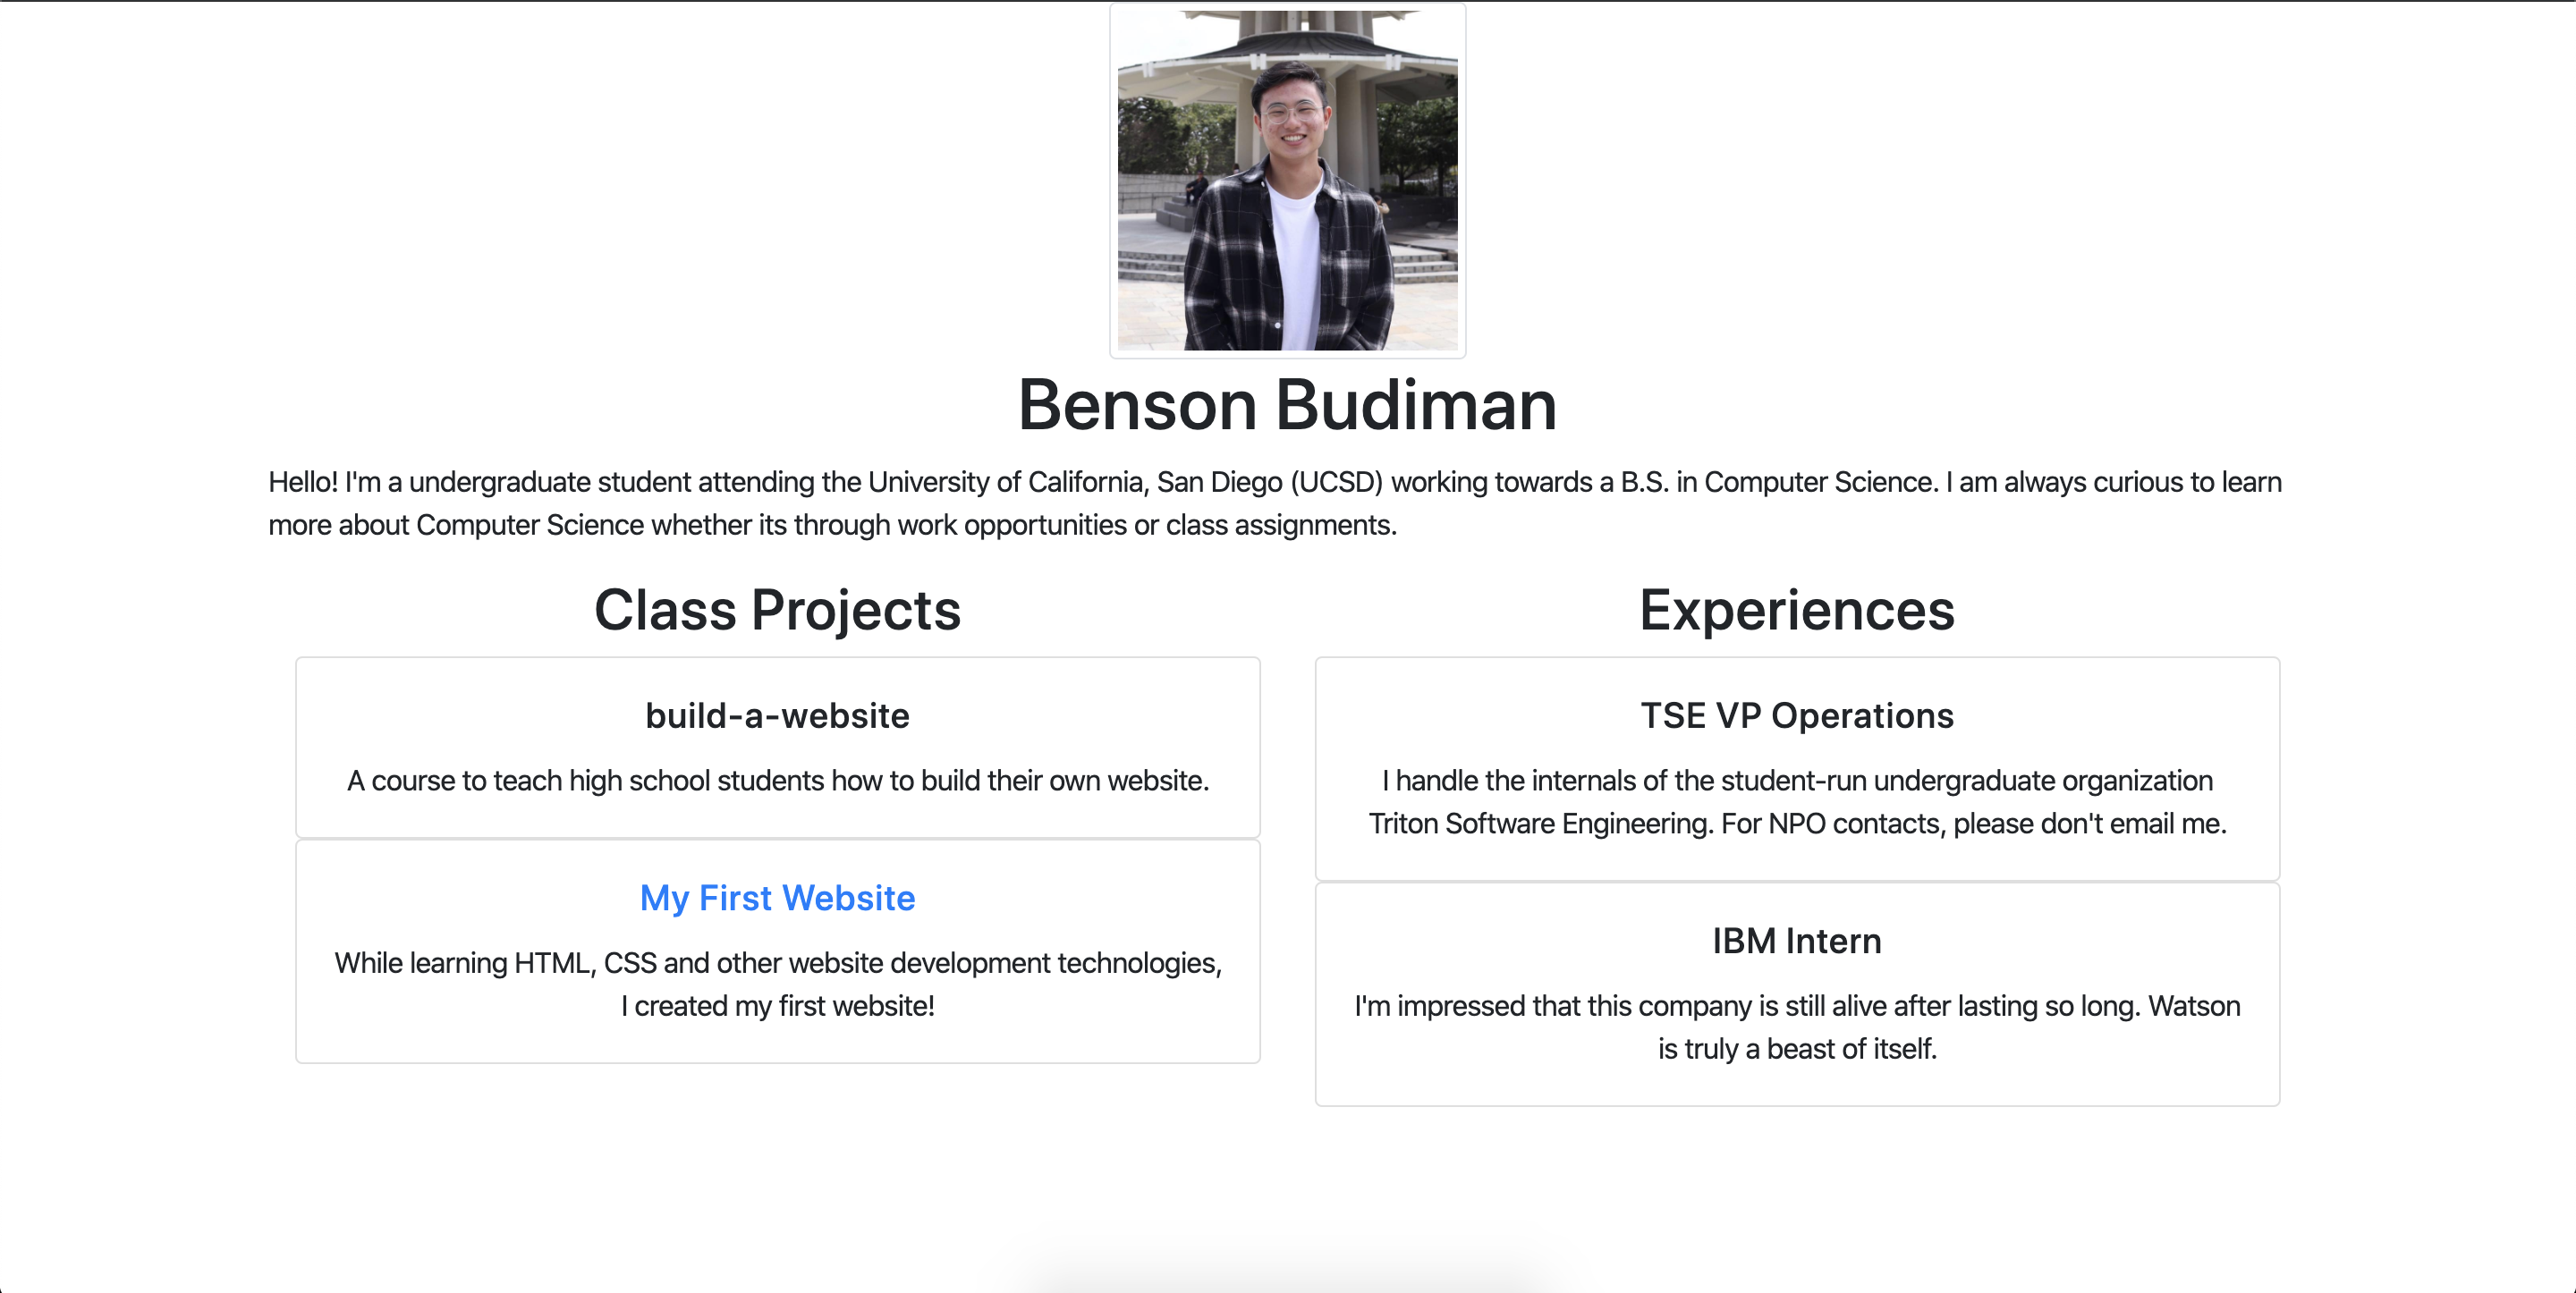 Benson Budiman
Hello! I'm a undergraduate student attending the University of California, San Diego (UCSD) working towards a B.S. in Computer Science. I am always curious to learn
more about Computer Science whether its through work opportunities or class assignments.
Class Projects
build-a-website
A course to teach high school students how to build their own website.
My First Website
While learning HTML, CSS and other website development technologies,
I created my first website!
Experiences
TSE VP Operations
I handle the internals of the student-run undergraduate organization
Triton Software Engineering. For NPO contacts, please don't email me.
IBM Intern
I'm impressed that this company is still alive after lasting so long. Watson
is truly a beast of itself.